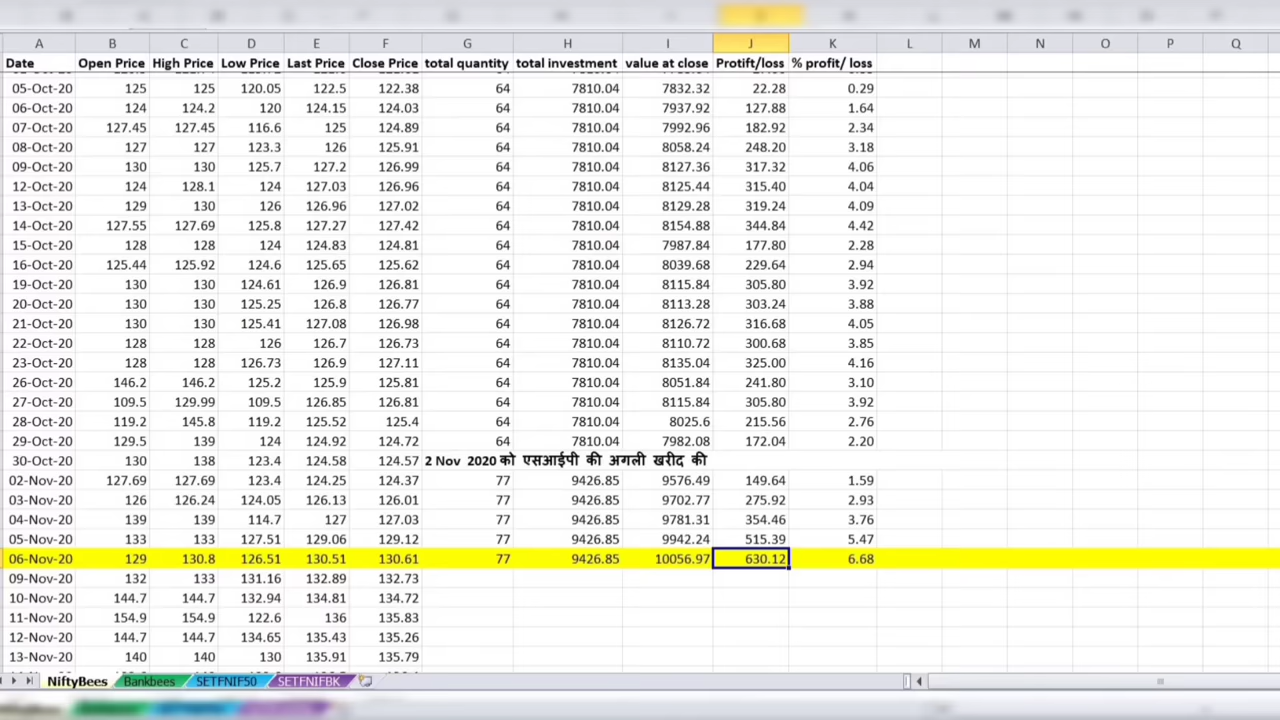 A B C D E F G H I J K L M N O P Q
Date Open Price High Price Low Price Last Price Close Price total quantity total investment value at close Protift/loss % profit/ loss
05-Oct-20 125 125 120.05 122.5 122.38 64 7810.04 7832.32 22.28 0.29
06-Oct-20 124 124.2 120 124.15 124.03 64 7810.04 7937.92 127.88 1.64
07-Oct-20 127.45 127.45 116.6 125 124.89 64 7810.04 7992.96 182.92 2.34
08-Oct-20 127 127 123.3 126 125.91 64 7810.04 8058.24 248.20 3.18
09-Oct-20 130 130 125.7 127.2 126.99 64 7810.04 8127.36 317.32 4.06
12-Oct-20 124 128.1 124 127.03 126.96 64 7810.04 8125.44 315.40 4.04
13-Oct-20 129 130 126 126.96 127.02 64 7810.04 8129.28 319.24 4.09
14-Oct-20 127.55 127.69 125.8 127.27 127.42 64 7810.04 8154.88 344.84 4.42
15-Oct-20 128 128 124 124.83 124.81 64 7810.04 7987.84 177.80 2.28
16-Oct-20 125.44 125.92 124.6 125.65 125.62 64 7810.04 8039.68 229.64 2.94
19-Oct-20 130 130 124.61 126.9 126.81 64 7810.04 8115.84 305.80 3.92
20-Oct-20 130 130 125.25 126.8 126.77 64 7810.04 8113.28 303.24 3.88
21-Oct-20 130 130 125.41 127.08 126.98 64 7810.04 8126.72 316.68 4.05
22-Oct-20 128 128 126 126.7 126.73 64 7810.04 8110.72 300.68 3.85
23-Oct-20 128 128 126.73 126.9 127.11 64 7810.04 8135.04 325.00 4.16
26-Oct-20 146.2 146.2 125.2 125.9 125.81 64 7810.04 8051.84 241.80 3.10
27-Oct-20 109.5 129.99 109.5 126.85 126.81 64 7810.04 8115.84 305.80 3.92
28-Oct-20 119.2 145.8 119.2 125.52 125.4 64 7810.04 8025.6 215.56 2.76
29-Oct-20 129.5 139 124 124.92 124.72 64 7810.04 7982.08 172.04 2.20
30-Oct-20 130 138 123.4 124.58 124.57 2 Nov 2020 को एसआईपी की अगली खरीद की
02-Nov-20 127.69 127.69 123.4 124.25 124.37 77 9426.85 9576.49 149.64 1.59
03-Nov-20 126 126.24 124.05 126.13 126.01 77 9426.85 9702.77 275.92 2.93
04-Nov-20 139 139 114.7 127 127.03 77 9426.85 9781.31 354.46 3.76
05-Nov-20 133 133 127.51 129.06 129.12 77 9426.85 9942.24 515.39 5.47
06-Nov-20 129 130.8 126.51 130.51 130.61 77 9426.85 10056.97 630.12 6.68
09-Nov-20 132 133 131.16 132.89 132.73
10-Nov-20 144.7 144.7 132.94 134.81 134.72
11-Nov-20 154.9 154.9 122.6 136 135.83
12-Nov-20 144.7 144.7 134.65 135.43 135.26
13-Nov-20 140 140 130 135.91 135.79
NiftyBees Bankbees SETFNIF50 SETFNIFBK